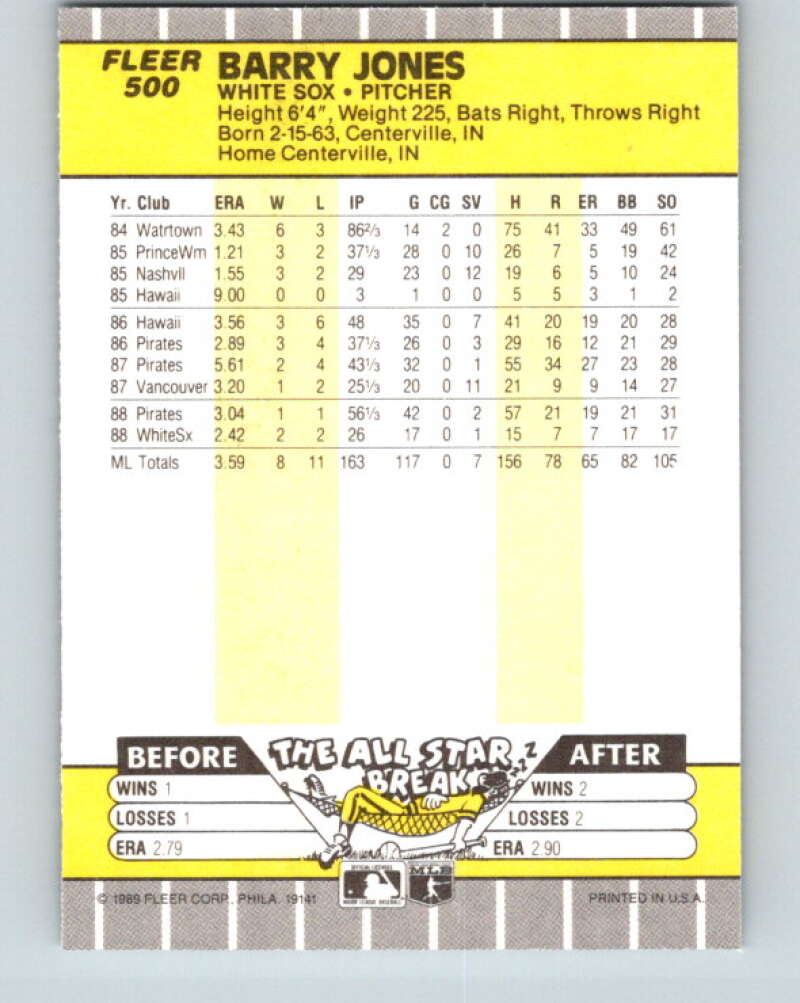 FLEER
500
BARRY JONES
WHITE SOX • PITCHER
Height 6'4", Weight 225, Bats Right, Throws Right
Born 2-15-63, Centerville, IN
Home Centerville, IN
Yr. Club ERA W L IP G CG SV H R ER BB SO
84 Watrtown 3.43 6 3 86⅔ 14 2 0 75 41 33 49 61
85 PrinceWm 1.21 3 2 37⅓ 28 0 10 26 7 5 19 42
85 Nashvll 1.55 3 2 29 23 0 12 19 6 5 10 24
85 Hawaii 9.00 0 0 3 1 0 0 5 5 3 1 2
86 Hawaii 3.56 3 6 48 35 0 7 41 20 19 20 28
86 Pirates 2.89 3 4 37⅓ 26 0 3 29 16 12 21 29
87 Pirates 5.61 2 4 43⅓ 32 0 1 55 34 27 23 28
87 Vancouver 3.20 1 2 25⅓ 20 0 11 21 9 9 14 27
88 Pirates 3.04 1 1 56⅓ 42 0 2 57 21 19 21 31
88 WhiteSx 2.42 2 2 26 17 0 1 15 7 7 17 17
ML Totals 3.59 8 11 163 117 0 7 156 78 65 82 105
BEFORE THE ALL STAR BREAK AFTER
ZZZ
WINS 1 WINS 2
LOSSES 1 LOSSES 2
ERA 2.79 ERA 2.90
OFFICIAL LICENSEE
MAJOR LEAGUE BASEBALL
MLB
© 1989 FLEER CORP., PHILA. 19141 PRINTED IN U.S.A.